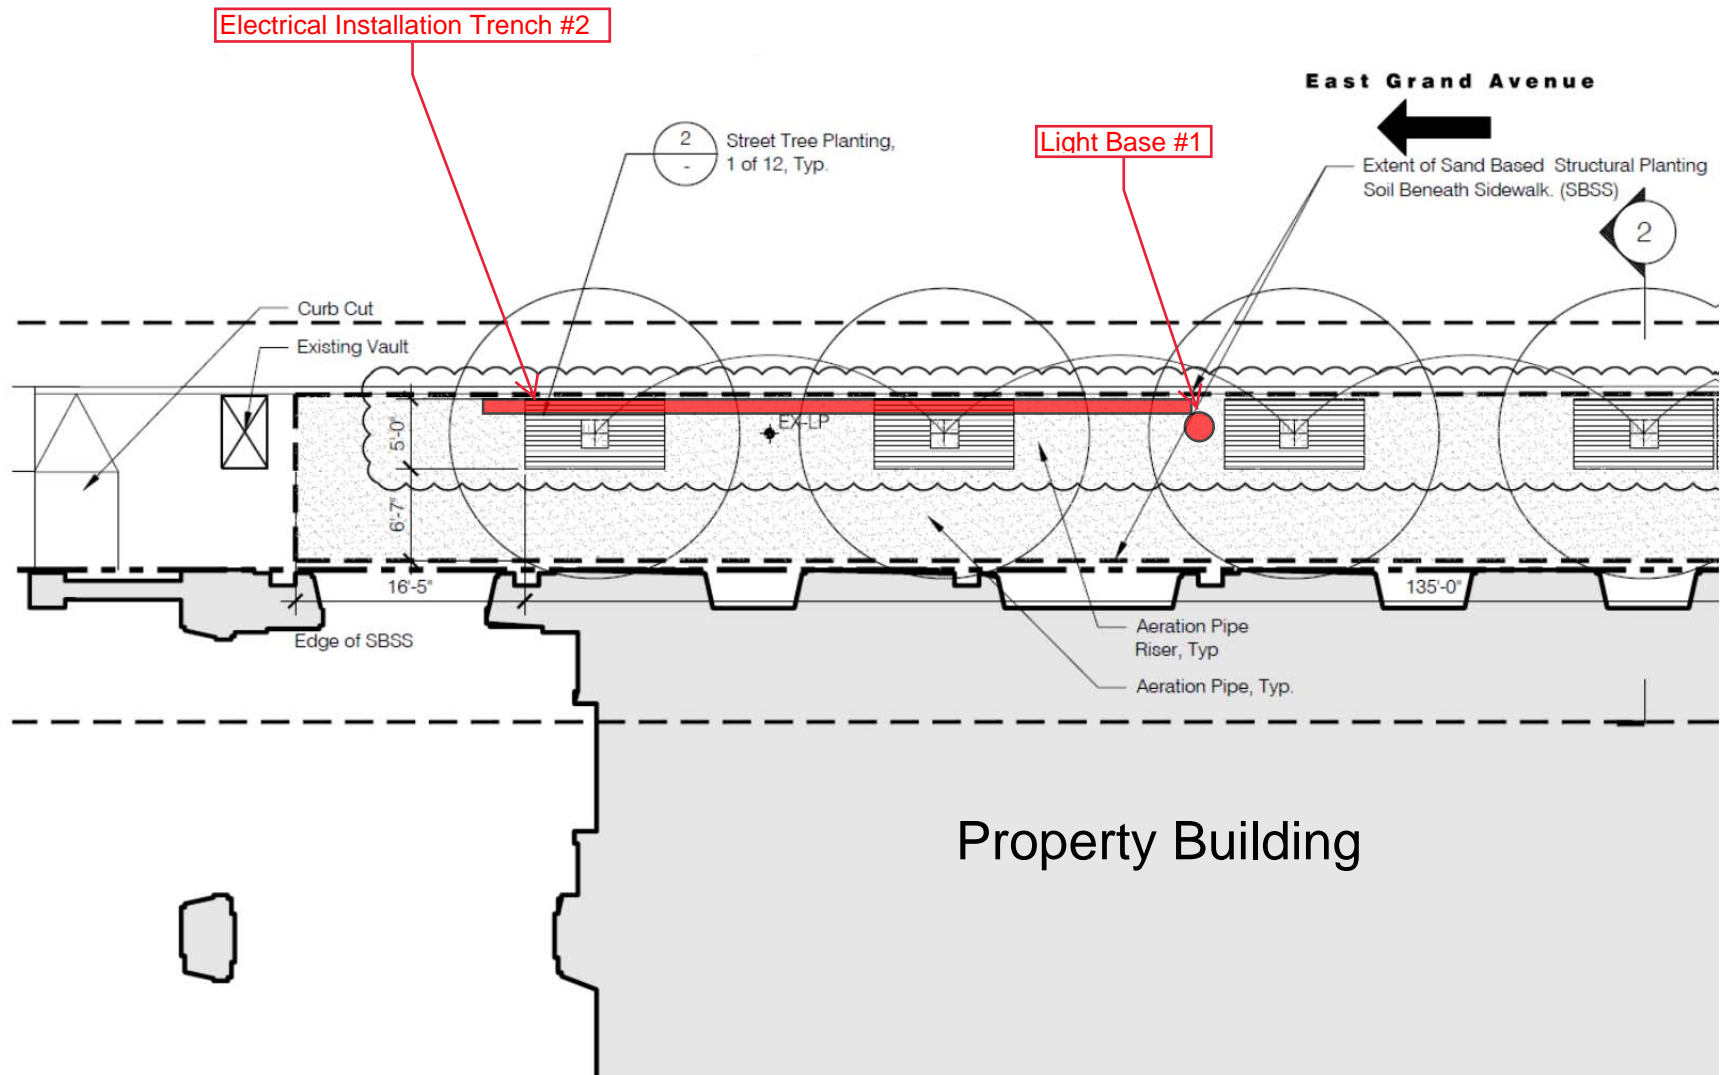 Electrical Installation Trench #2
East Grand Avenue
2
-
Street Tree Planting,
1 of 12, Typ.
Light Base #1
Extent of Sand Based Structural Planting
Soil Beneath Sidewalk. (SBSS)
2
Curb Cut
Existing Vault
5'-0"
EX-LP
6'-7"
16'-5"
135'-0"
Edge of SBSS
Aeration Pipe
Riser, Typ
Aeration Pipe, Typ.
Property Building